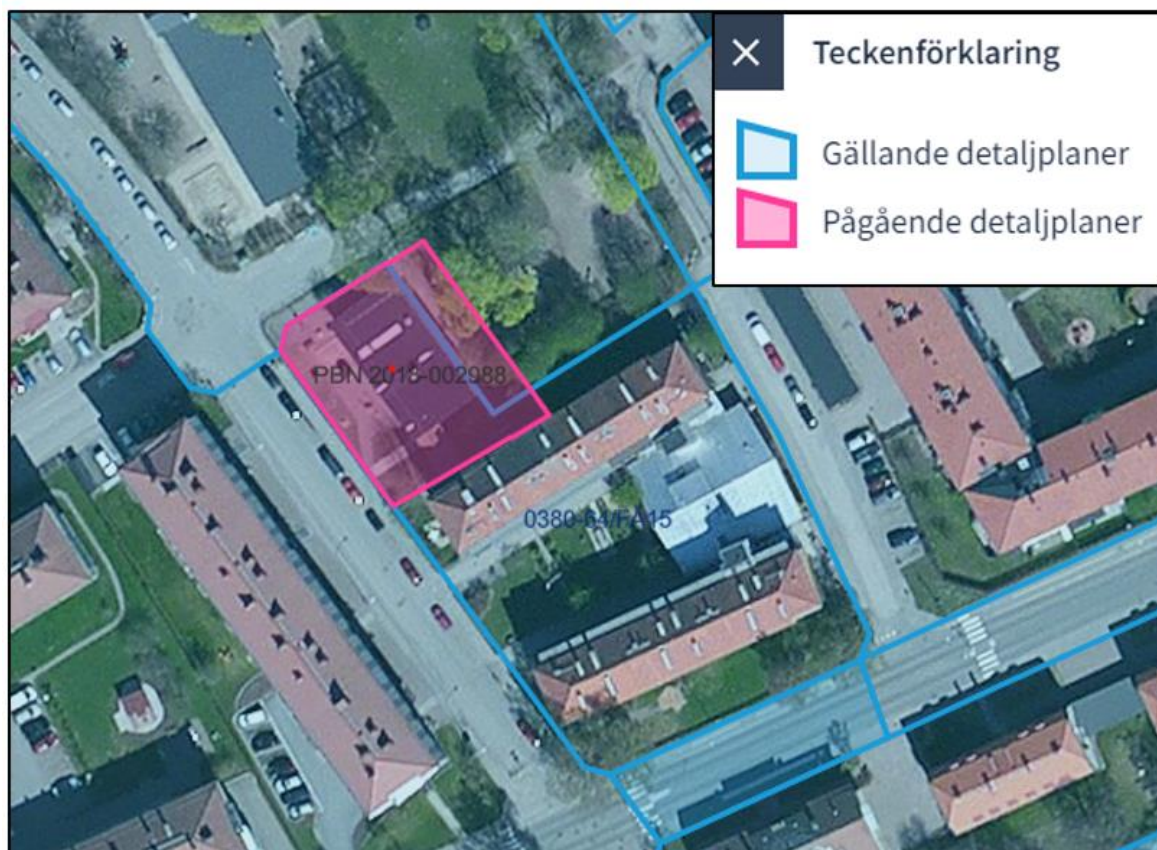 Teckenförklaring
Gällande detaljplaner
Pågående detaljplaner
PBN 2018-002988
0380-64/FA15